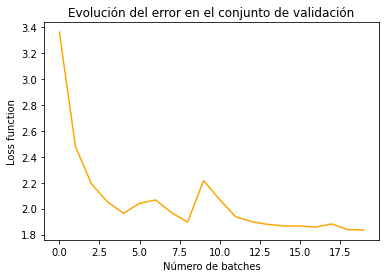 Evolución del error en el conjunto de validación
3.4
3.2
3.0
2.8
2.6
2.4
2.2
2.0
1.8
Loss function
0.0 2.5 5.0 7.5 10.0 12.5 15.0 17.5
Número de batches